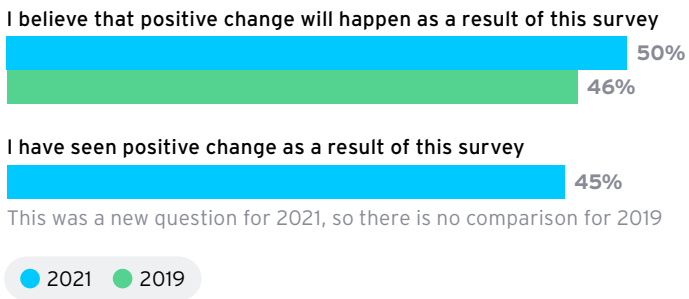 I believe that positive change will happen as a result of this survey
50%
46%
I have seen positive change as a result of this survey
45%
This was a new question for 2021, so there is no comparison for 2019
2021 2019